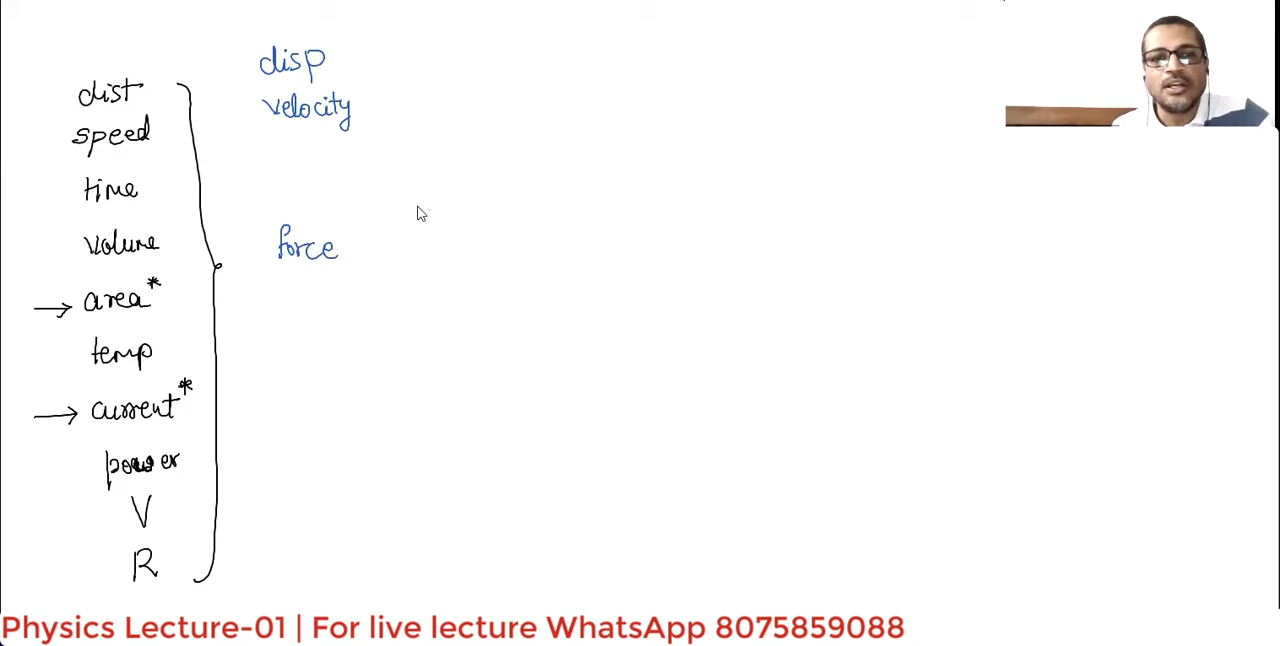 dist
speed
time
volume
→ area*
temp
→ current*
power
V
R
disp
velocity
force
Physics Lecture-01 | For live lecture WhatsApp 8075859088